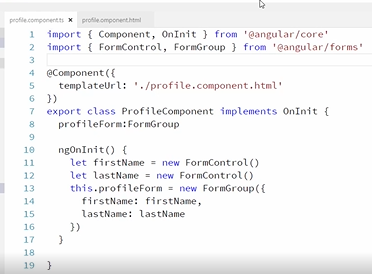 profile.component.ts × profile.component.html
1 import { Component, OnInit } from '@angular/core'
2 import { FormControl, FormGroup } from '@angular/forms'
3
4 @Component({
5 templateUrl: './profile.component.html'
6 })
7 export class ProfileComponent implements OnInit {
8 profileForm:FormGroup
9
10 ngOnInit() {
11 let firstName = new FormControl()
12 let lastName = new FormControl()
13 this.profileForm = new FormGroup({
14 firstName: firstName,
15 lastName: lastName
16 })
17 }
18
19 }